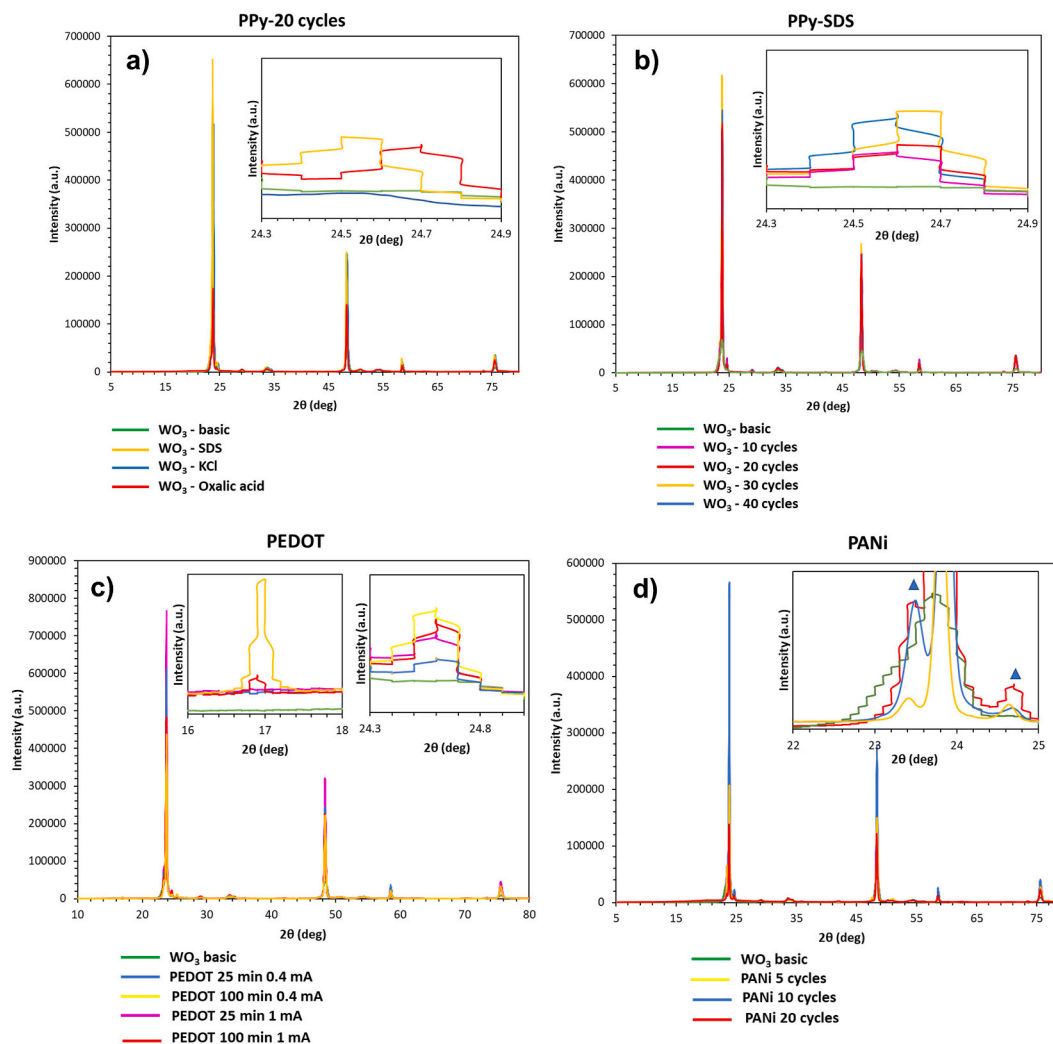 PPy-20 cycles
a)
Intensity (a.u.)
700000
600000
500000
400000
300000
200000
100000
0
5 15 25 35 45 55 65 75
2θ (deg)
Intensity (a.u.)
24.3 24.5 24.7 24.9
2θ (deg)
WO₃ - basic
WO₃ - SDS
WO₃ - KCl
WO₃ - Oxalic acid
PPy-SDS
b)
Intensity (a.u.)
700000
600000
500000
400000
300000
200000
100000
0
5 15 25 35 45 55 65 75
2θ (deg)
Intensity (a.u.)
24.3 24.5 24.7 24.9
2θ (deg)
WO₃- basic
WO₃ - 10 cycles
WO₃ - 20 cycles
WO₃ - 30 cycles
WO₃ - 40 cycles
PEDOT
c)
Intensity (a.u.)
900000
800000
700000
600000
500000
400000
300000
200000
100000
0
10 20 30 40 50 60 70 80
2θ (deg)
Intensity (a.u.)
16 17 18
2θ (deg)
Intensity (a.u.)
24.3 24.8
2θ (deg)
WO₃ basic
PEDOT 25 min 0.4 mA
PEDOT 100 min 0.4 mA
PEDOT 25 min 1 mA
PEDOT 100 min 1 mA
PANi
d)
Intensity (a.u.)
600000
500000
400000
300000
200000
100000
0
5 15 25 35 45 55 65 75
2θ (deg)
Intensity (a.u.)
22 23 24 25
2θ (deg)
WO₃ basic
PANi 5 cycles
PANi 10 cycles
PANi 20 cycles